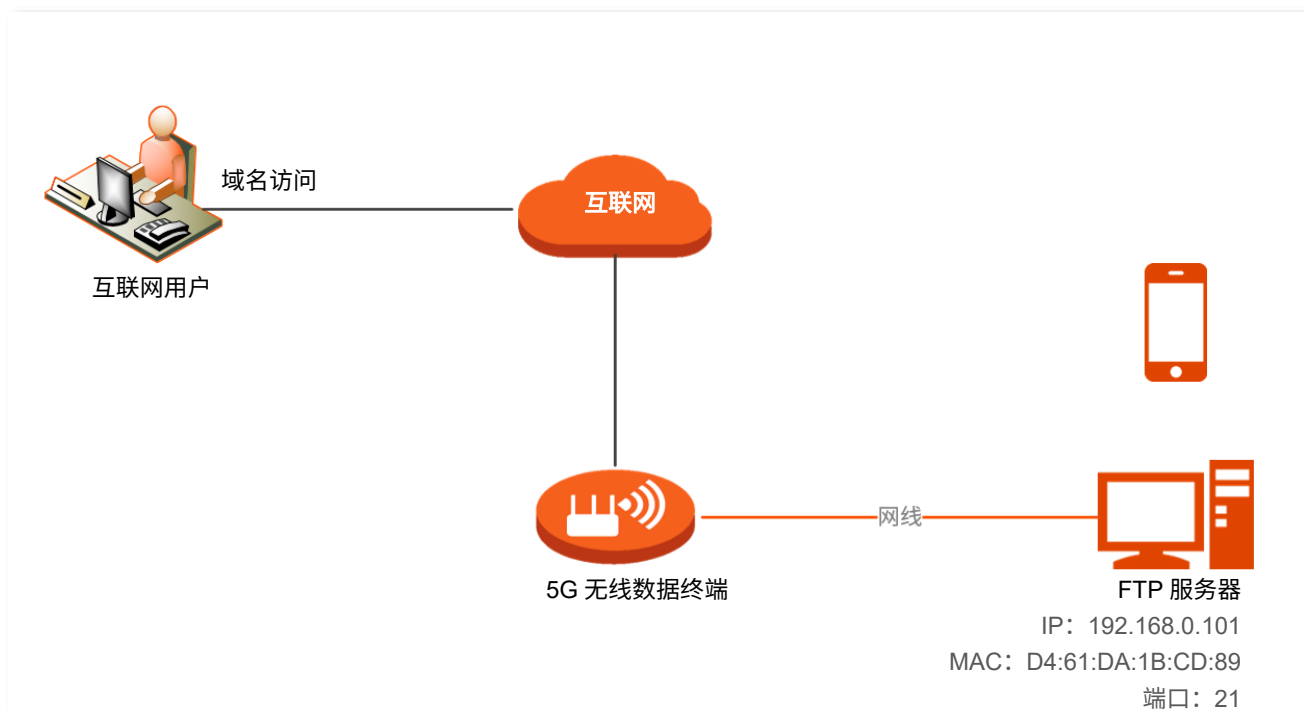 域名访问
互联网
互联网用户
网线
5G 无线数据终端
FTP 服务器
IP：192.168.0.101
MAC：D4:61:DA:1B:CD:89
端口：21